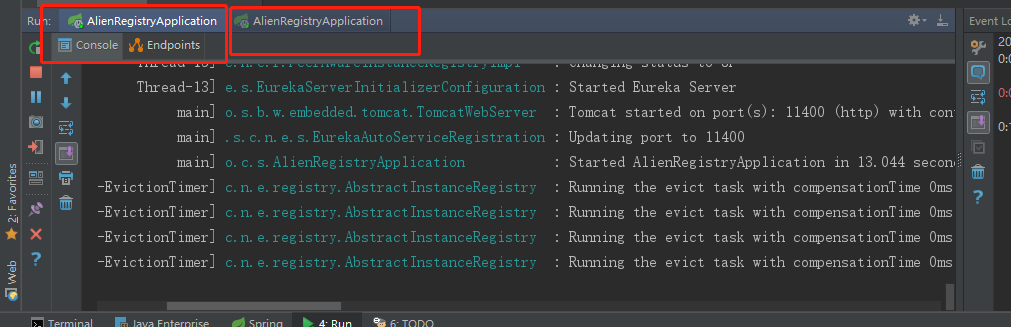 Run: AlienRegistryApplication AlienRegistryApplication Event Lo
Console Endpoints
Thread-13] c.n.e.r.PeerAwareInstanceRegistryImpl : Changing status to UP
Thread-13] e.s.EurekaServerInitializerConfiguration : Started Eureka Server
main] o.s.b.w.embedded.tomcat.TomcatWebServer : Tomcat started on port(s): 11400 (http) with con
main] .s.c.n.e.s.EurekaAutoServiceRegistration : Updating port to 11400
main] o.c.s.AlienRegistryApplication : Started AlienRegistryApplication in 13.044 secon
-EvictionTimer] c.n.e.registry.AbstractInstanceRegistry : Running the evict task with compensationTime 0ms
-EvictionTimer] c.n.e.registry.AbstractInstanceRegistry : Running the evict task with compensationTime 0ms
-EvictionTimer] c.n.e.registry.AbstractInstanceRegistry : Running the evict task with compensationTime 0ms
-EvictionTimer] c.n.e.registry.AbstractInstanceRegistry : Running the evict task with compensationTime 0ms
20
0:
0:
0:
2: Favorites
Web
Terminal Java Enterprise Spring 4: Run 6: TODO